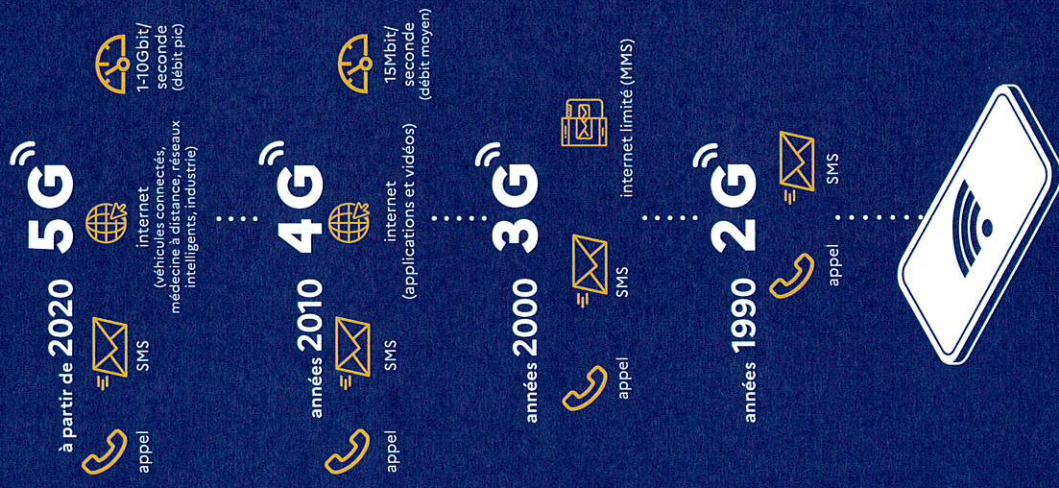 à partir de 2020 5G
appel
SMS
internet
(véhicules connectés,
médecine à distance, réseaux
intelligents, industrie)
1-10Gbit/
seconde
(débit pic)
années 2010 4G
appel
SMS
internet
(applications et vidéos)
15Mbit/
seconde
(débit moyen)
années 2000 3G
appel
SMS
internet limité (MMS)
années 1990 2G
appel
SMS